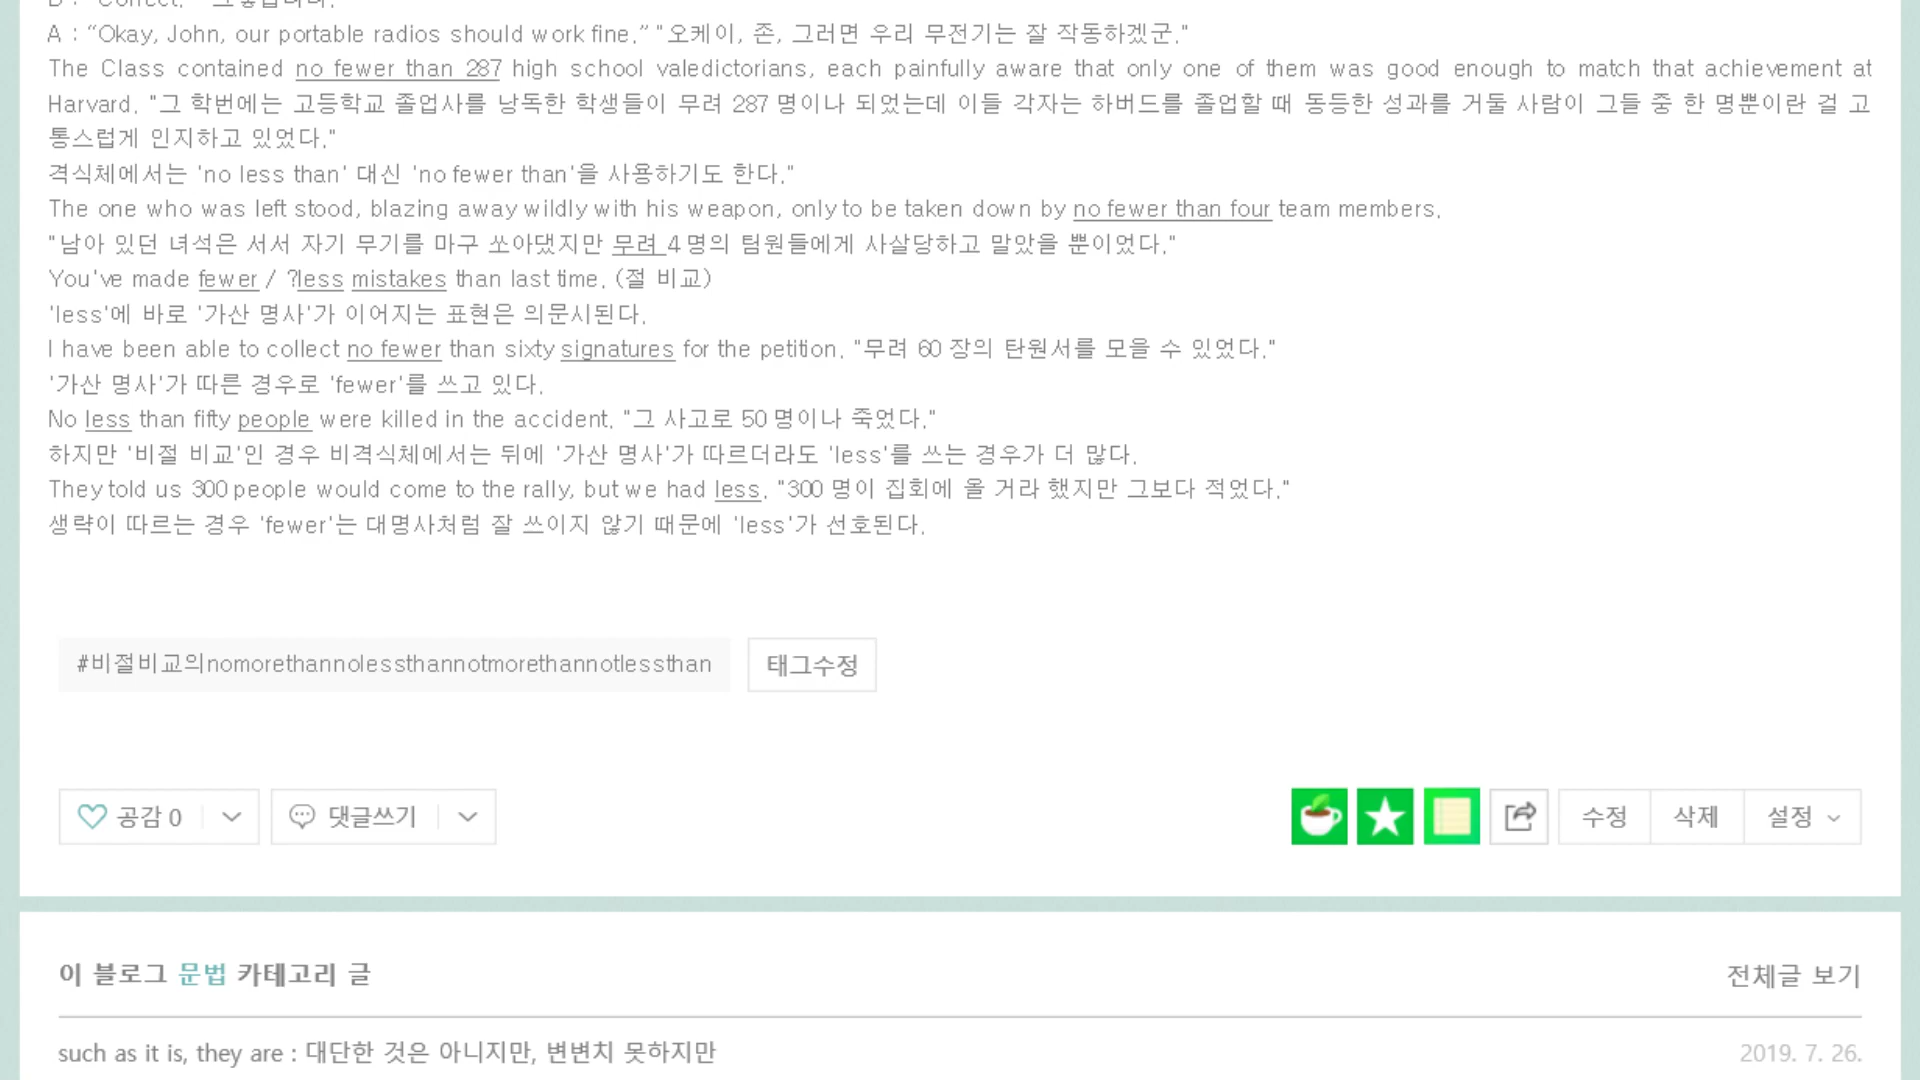 B : "Correct." "그렇습니다."
A : “Okay, John, our portable radios should work fine.” "오케이, 존, 그러면 우리 무전기는 잘 작동하겠군."
The Class contained no fewer than 287 high school valedictorians, each painfully aware that only one of them was good enough to match that achievement at
Harvard. "그 학번에는 고등학교 졸업사를 낭독한 학생들이 무려 287 명이나 되었는데 이들 각자는 하버드를 졸업할 때 동등한 성과를 거둘 사람이 그들 중 한 명뿐이란 걸 고
통스럽게 인지하고 있었다."
격식체에서는 'no less than' 대신 'no fewer than'을 사용하기도 한다."
The one who was left stood, blazing away wildly with his weapon, only to be taken down by no fewer than four team members.
"남아 있던 녀석은 서서 자기 무기를 마구 쏘아댔지만 무려 4 명의 팀원들에게 사살당하고 말았을 뿐이었다."
You've made fewer / ?less mistakes than last time. (절 비교)
'less'에 바로 '가산 명사'가 이어지는 표현은 의문시된다.
I have been able to collect no fewer than sixty signatures for the petition. "무려 60 장의 탄원서를 모을 수 있었다."
'가산 명사'가 따른 경우로 'fewer'를 쓰고 있다.
No less than fifty people were killed in the accident. "그 사고로 50 명이나 죽었다."
하지만 '비절 비교'인 경우 비격식체에서는 뒤에 '가산 명사'가 따르더라도 'less'를 쓰는 경우가 더 많다.
They told us 300 people would come to the rally, but we had less. "300 명이 집회에 올 거라 했지만 그보다 적었다."
생략이 따르는 경우 'fewer'는 대명사처럼 잘 쓰이지 않기 때문에 'less'가 선호된다.
#비절비교의nomorethannolessthannotmorethannotlessthan 태그수정
공감 0 댓글쓰기 수정 삭제 설정
이 블로그 문법 카테고리 글 전체글 보기
such as it is, they are : 대단한 것은 아니지만, 변변치 못하지만 2019. 7. 26.